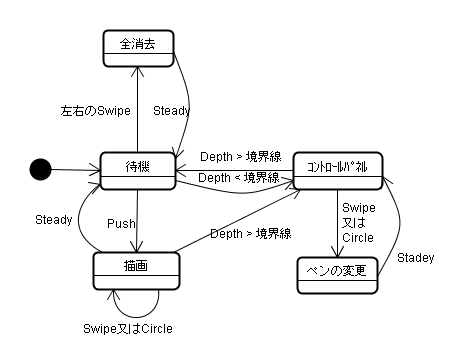 全消去
左右のSwipe
Steady
待機
Depth > 境界線
Depth < 境界線
ｺﾝﾄﾛｰﾙﾊﾟﾈﾙ
Steady
Push
Depth > 境界線
Swipe
又は
Circle
Stadey
描画
ペンの変更
Swipe又はCircle